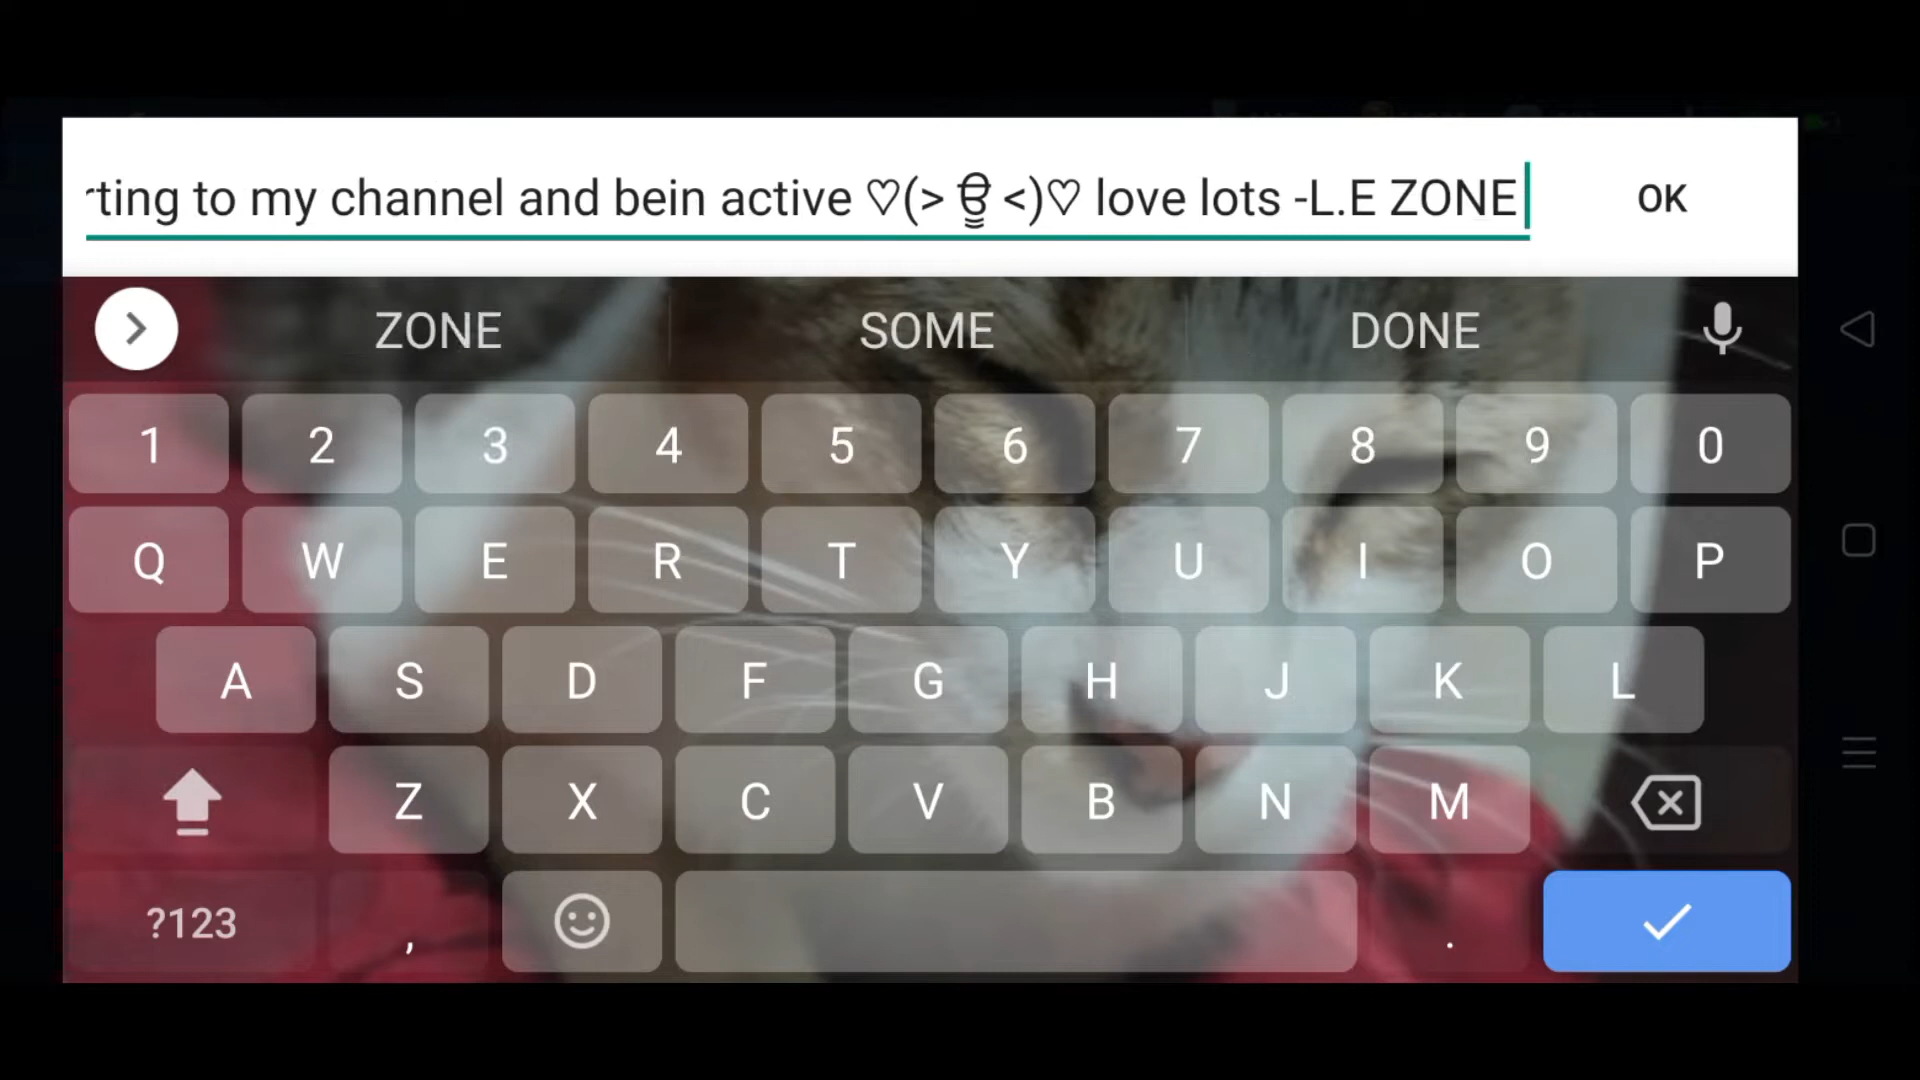 rting to my channel and bein active ♡(> ਉੂ <)♡ love lots -L.E ZONE
OK
ZONE SOME DONE
1 2 3 4 5 6 7 8 9 0
Q W E R T Y U I O P
A S D F G H J K L
Z X C V B N M
?123 , .